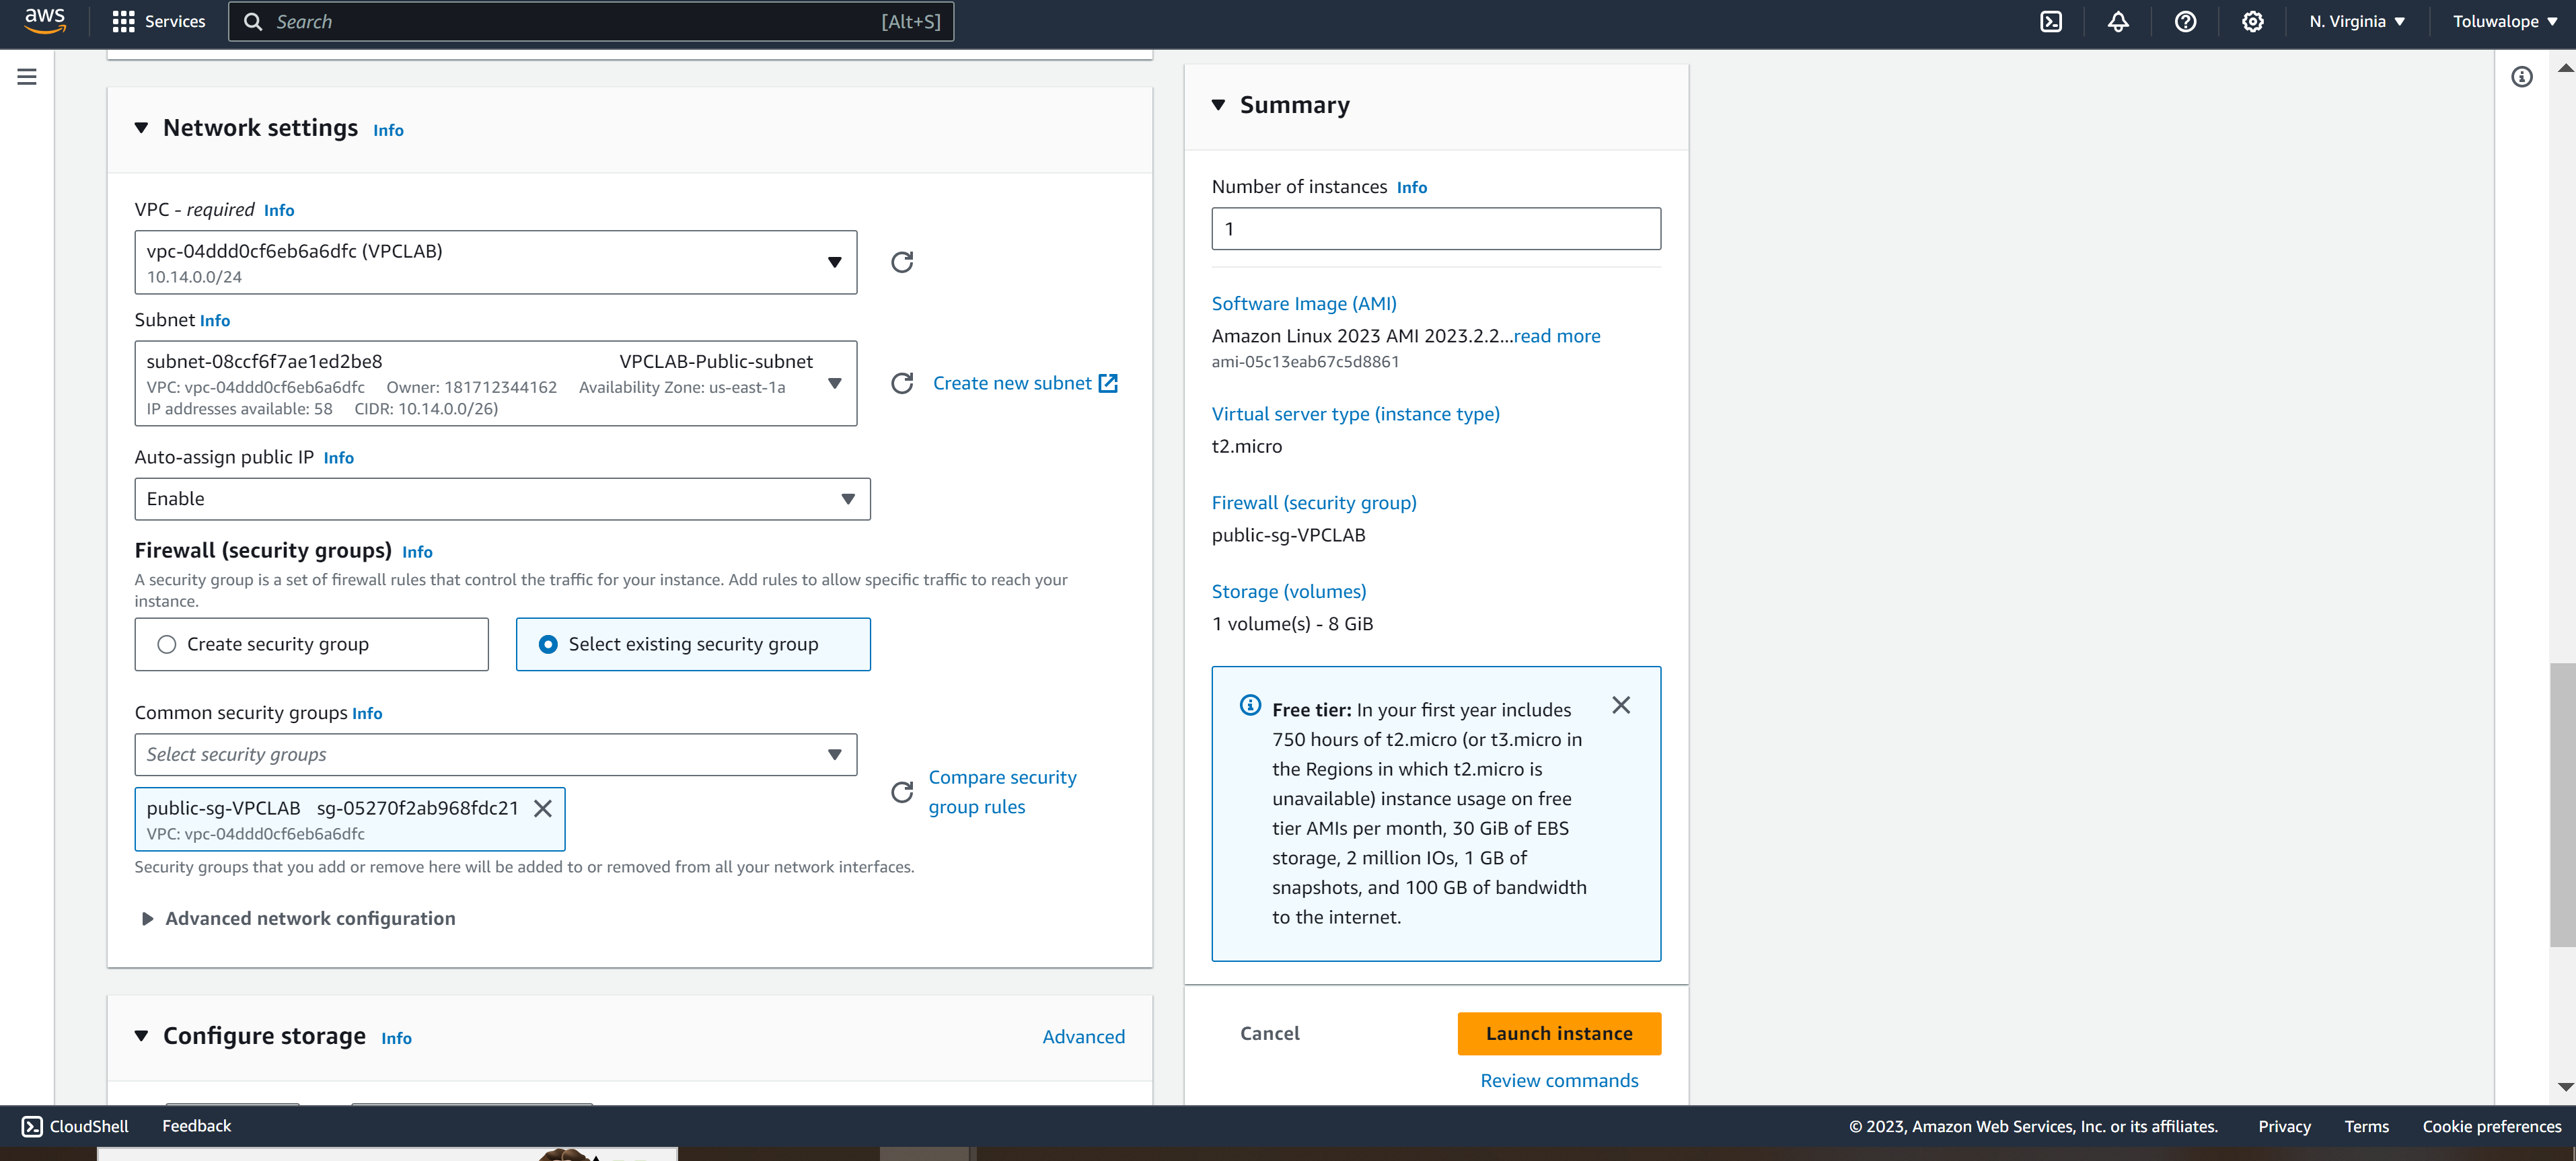 aws
Services
Search
[Alt+S]
N. Virginia
Toluwalope
Network settings Info
VPC - required Info
vpc-04ddd0cf6eb6a6dfc (VPCLAB)
10.14.0.0/24
Subnet Info
subnet-08ccf6f7ae1ed2be8 VPCLAB-Public-subnet
VPC: vpc-04ddd0cf6eb6a6dfc Owner: 181712344162 Availability Zone: us-east-1a
IP addresses available: 58 CIDR: 10.14.0.0/26)
Create new subnet
Auto-assign public IP Info
Enable
Firewall (security groups) Info
A security group is a set of firewall rules that control the traffic for your instance. Add rules to allow specific traffic to reach your
instance.
Create security group
Select existing security group
Common security groups Info
Select security groups
public-sg-VPCLAB sg-05270f2ab968fdc21
VPC: vpc-04ddd0cf6eb6a6dfc
Compare security
group rules
Security groups that you add or remove here will be added to or removed from all your network interfaces.
Advanced network configuration
Configure storage Info
Advanced
Summary
Number of instances Info
1
Software Image (AMI)
Amazon Linux 2023 AMI 2023.2.2...read more
ami-05c13eab67c5d8861
Virtual server type (instance type)
t2.micro
Firewall (security group)
public-sg-VPCLAB
Storage (volumes)
1 volume(s) - 8 GiB
Free tier: In your first year includes
750 hours of t2.micro (or t3.micro in
the Regions in which t2.micro is
unavailable) instance usage on free
tier AMIs per month, 30 GiB of EBS
storage, 2 million IOs, 1 GB of
snapshots, and 100 GB of bandwidth
to the internet.
Cancel
Launch instance
Review commands
CloudShell
Feedback
© 2023, Amazon Web Services, Inc. or its affiliates.
Privacy
Terms
Cookie preferences